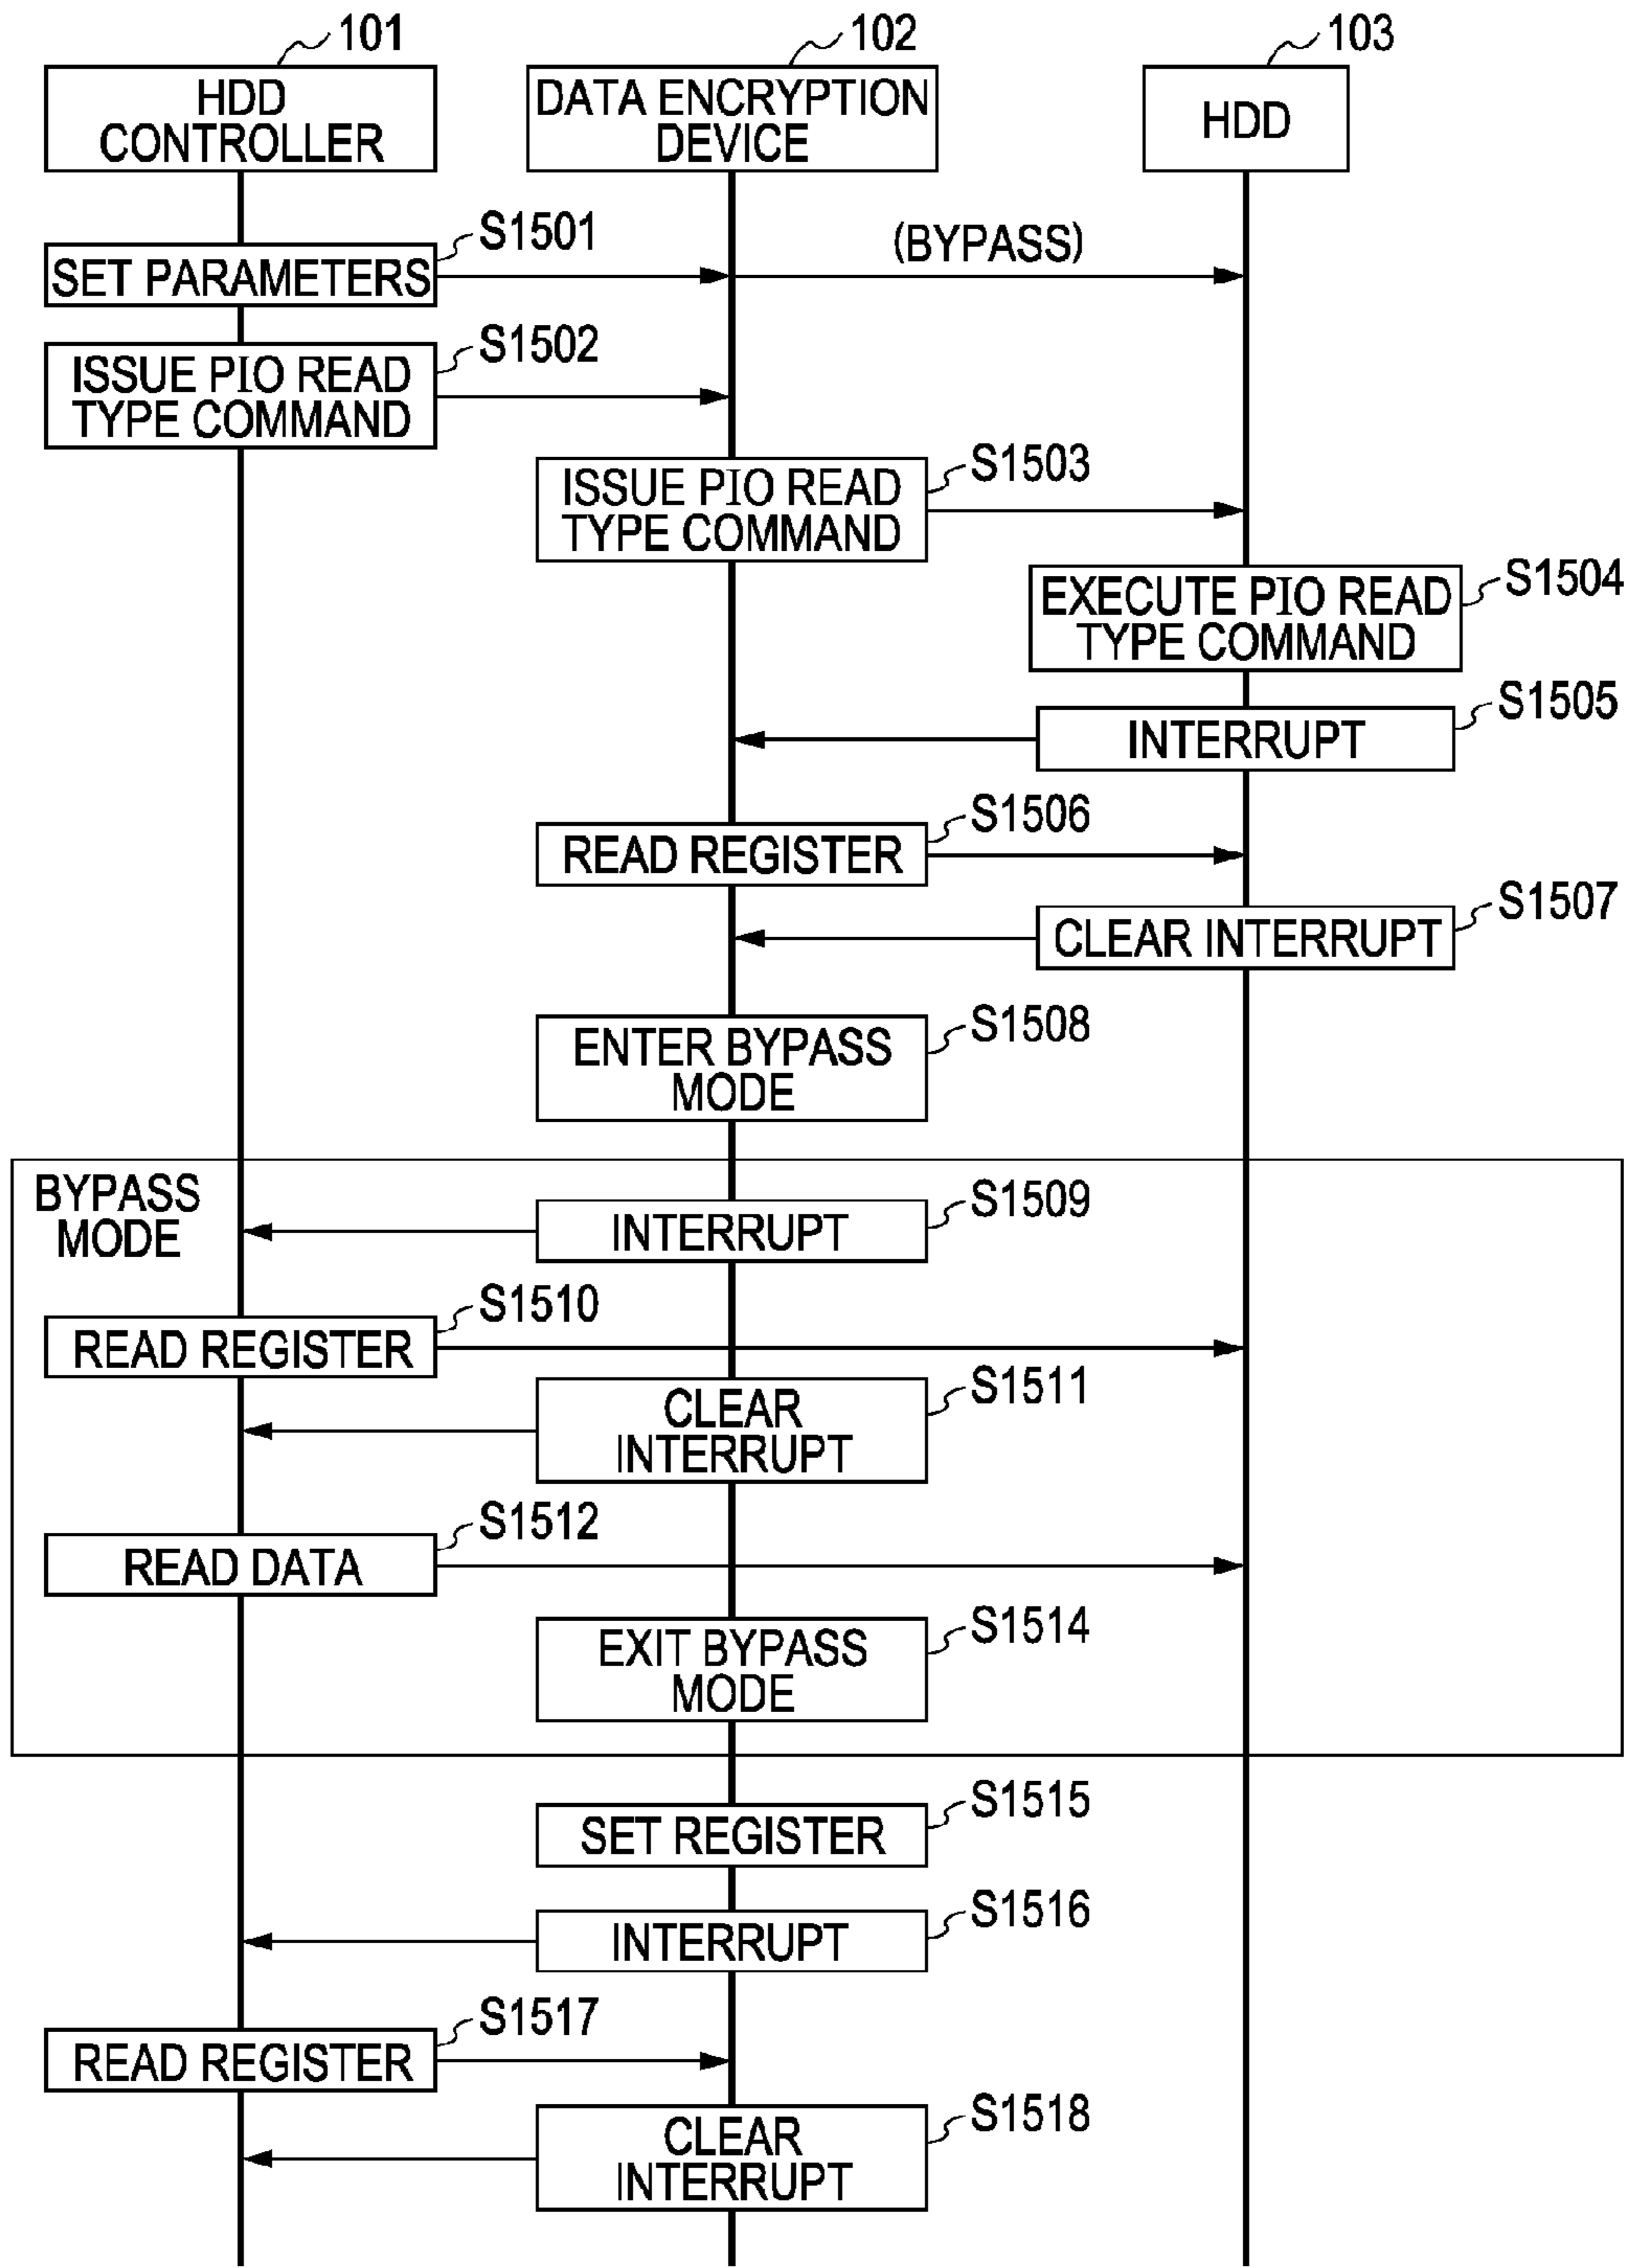 101
102
103
HDD
CONTROLLER
DATA ENCRYPTION
DEVICE
HDD
S1501
SET PARAMETERS
(BYPASS)
S1502
ISSUE PIO READ
TYPE COMMAND
S1503
ISSUE PIO READ
TYPE COMMAND
S1504
EXECUTE PIO READ
TYPE COMMAND
S1505
INTERRUPT
S1506
READ REGISTER
S1507
CLEAR INTERRUPT
S1508
ENTER BYPASS
MODE
BYPASS
MODE
S1509
INTERRUPT
S1510
READ REGISTER
S1511
CLEAR
INTERRUPT
S1512
READ DATA
S1514
EXIT BYPASS
MODE
S1515
SET REGISTER
S1516
INTERRUPT
S1517
READ REGISTER
S1518
CLEAR
INTERRUPT